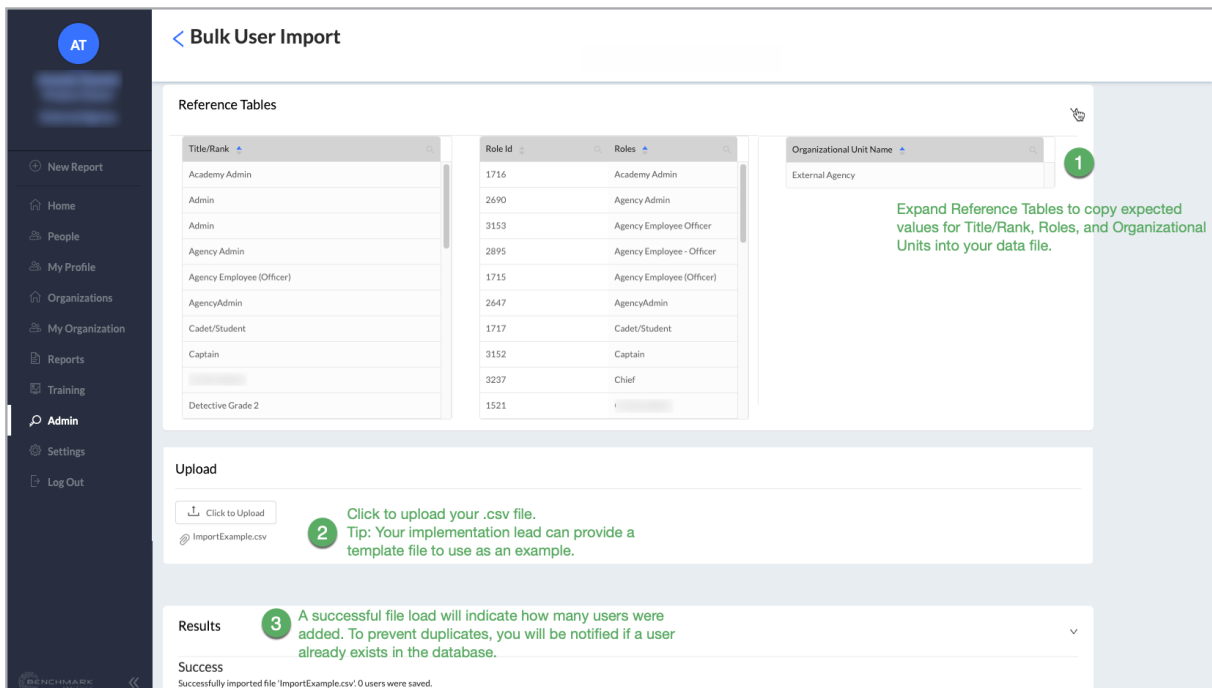 AT
New Report
Home
People
My Profile
Organizations
My Organization
Reports
Training
Admin
Settings
Log Out
BENCHMARK
Bulk User Import
Reference Tables
Title/Rank
Academy Admin
Admin
Admin
Agency Admin
Agency Employee (Officer)
AgencyAdmin
Cadet/Student
Captain
Detective Grade 2
Role Id Roles
1716 Academy Admin
2690 Agency Admin
3153 Agency Employee Officer
2895 Agency Employee - Officer
1715 Agency Employee (Officer)
2647 AgencyAdmin
1717 Cadet/Student
3152 Captain
3237 Chief
1521
Organizational Unit Name
External Agency
1
Expand Reference Tables to copy expected
values for Title/Rank, Roles, and Organizational
Units into your data file.
Upload
Click to Upload
ImportExample.csv
2
Click to upload your .csv file.
Tip: Your implementation lead can provide a
template file to use as an example.
Results
3
A successful file load will indicate how many users were
added. To prevent duplicates, you will be notified if a user
already exists in the database.
Success
Successfully imported file 'ImportExample.csv'. 0 users were saved.